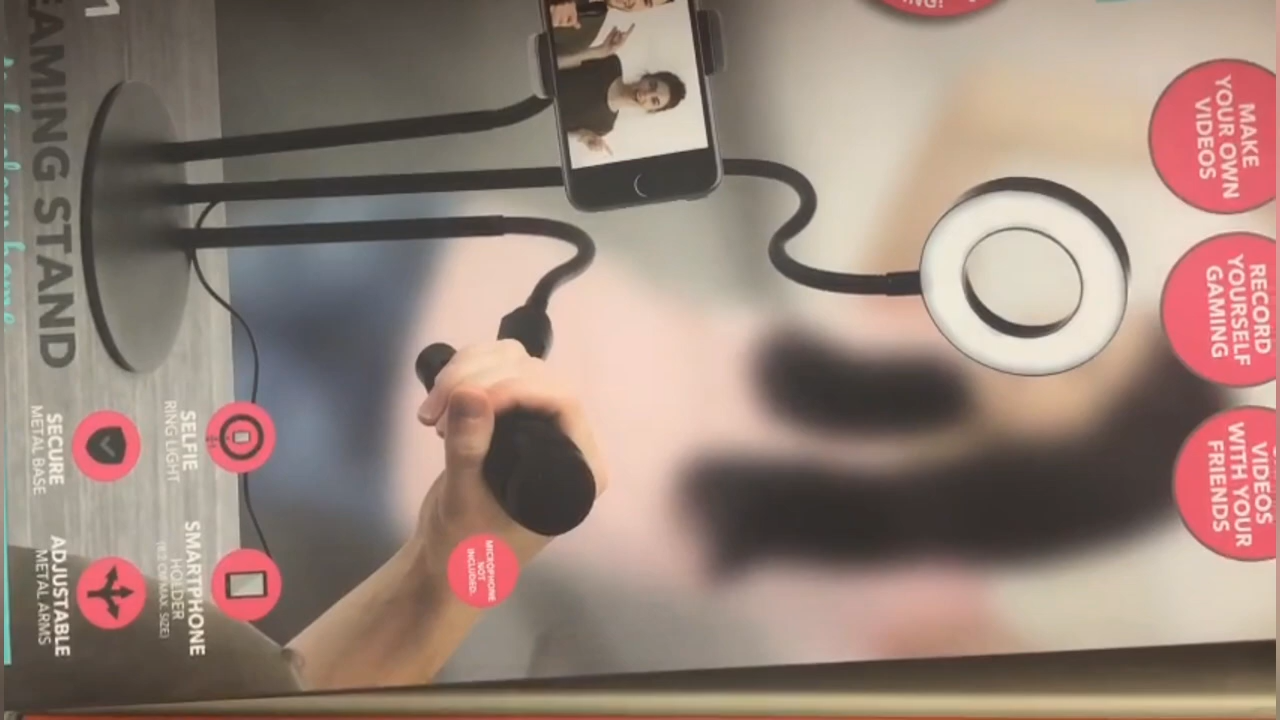 MAKE
YOUR OWN
VIDEOS
RECORD
YOURSELF
GAMING
VIDEOS
WITH YOUR
FRIENDS
MICROPHONE
NOT
INCLUDED.
SELFIE
RING LIGHT
SMARTPHONE
HOLDER
SECURE
METAL BASE
ADJUSTABLE
METAL ARMS
EAMING STAND